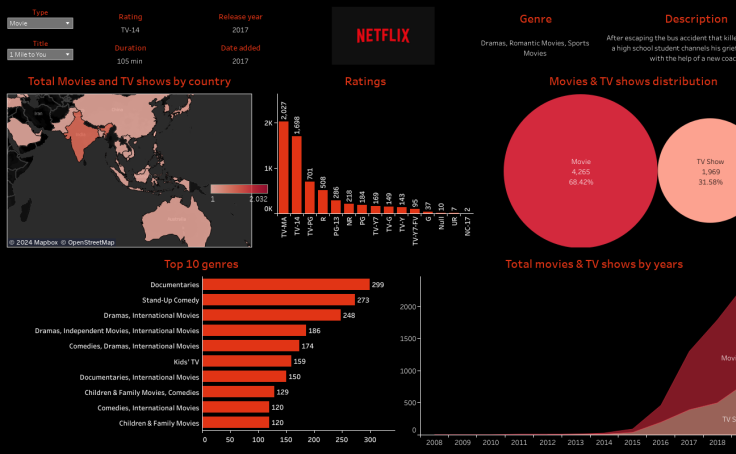 Type
Movie
Title
1 Mile to You
Rating
TV-14
Duration
105 min
Release year
2017
Date added
2017
NETFLIX
Genre
Dramas, Romantic Movies, Sports
Movies
Description
After escaping the bus accident that kille
a high school student channels his grie
with the help of a new coac
Total Movies and TV shows by country
Australia
1
2.032
© 2024 Mapbox © OpenStreetMap
Ratings
2K
1K
0K
2,027
1,698
701
508
286
218
184
169
149
143
95
37
10
7
2
TV-MA
TV-14
TV-PG
R
PG-13
NR
PG
TV-Y7
TV-G
TV-Y
TV-Y7-FV
G
Null
UR
NC-17
Movies & TV shows distribution
Movie
4,265
68.42%
TV Show
1,969
31.58%
Top 10 genres
Documentaries 299
Stand-Up Comedy 273
Dramas, International Movies 248
Dramas, Independent Movies, International Movies 186
Comedies, Dramas, International Movies 174
Kids' TV 159
Documentaries, International Movies 150
Children & Family Movies, Comedies 129
Comedies, International Movies 120
Children & Family Movies 120
0 50 100 150 200 250 300
Total movies & TV shows by years
2000
1500
1000
500
0
Movi
TV S
2008 2009 2010 2011 2012 2013 2014 2015 2016 2017 2018